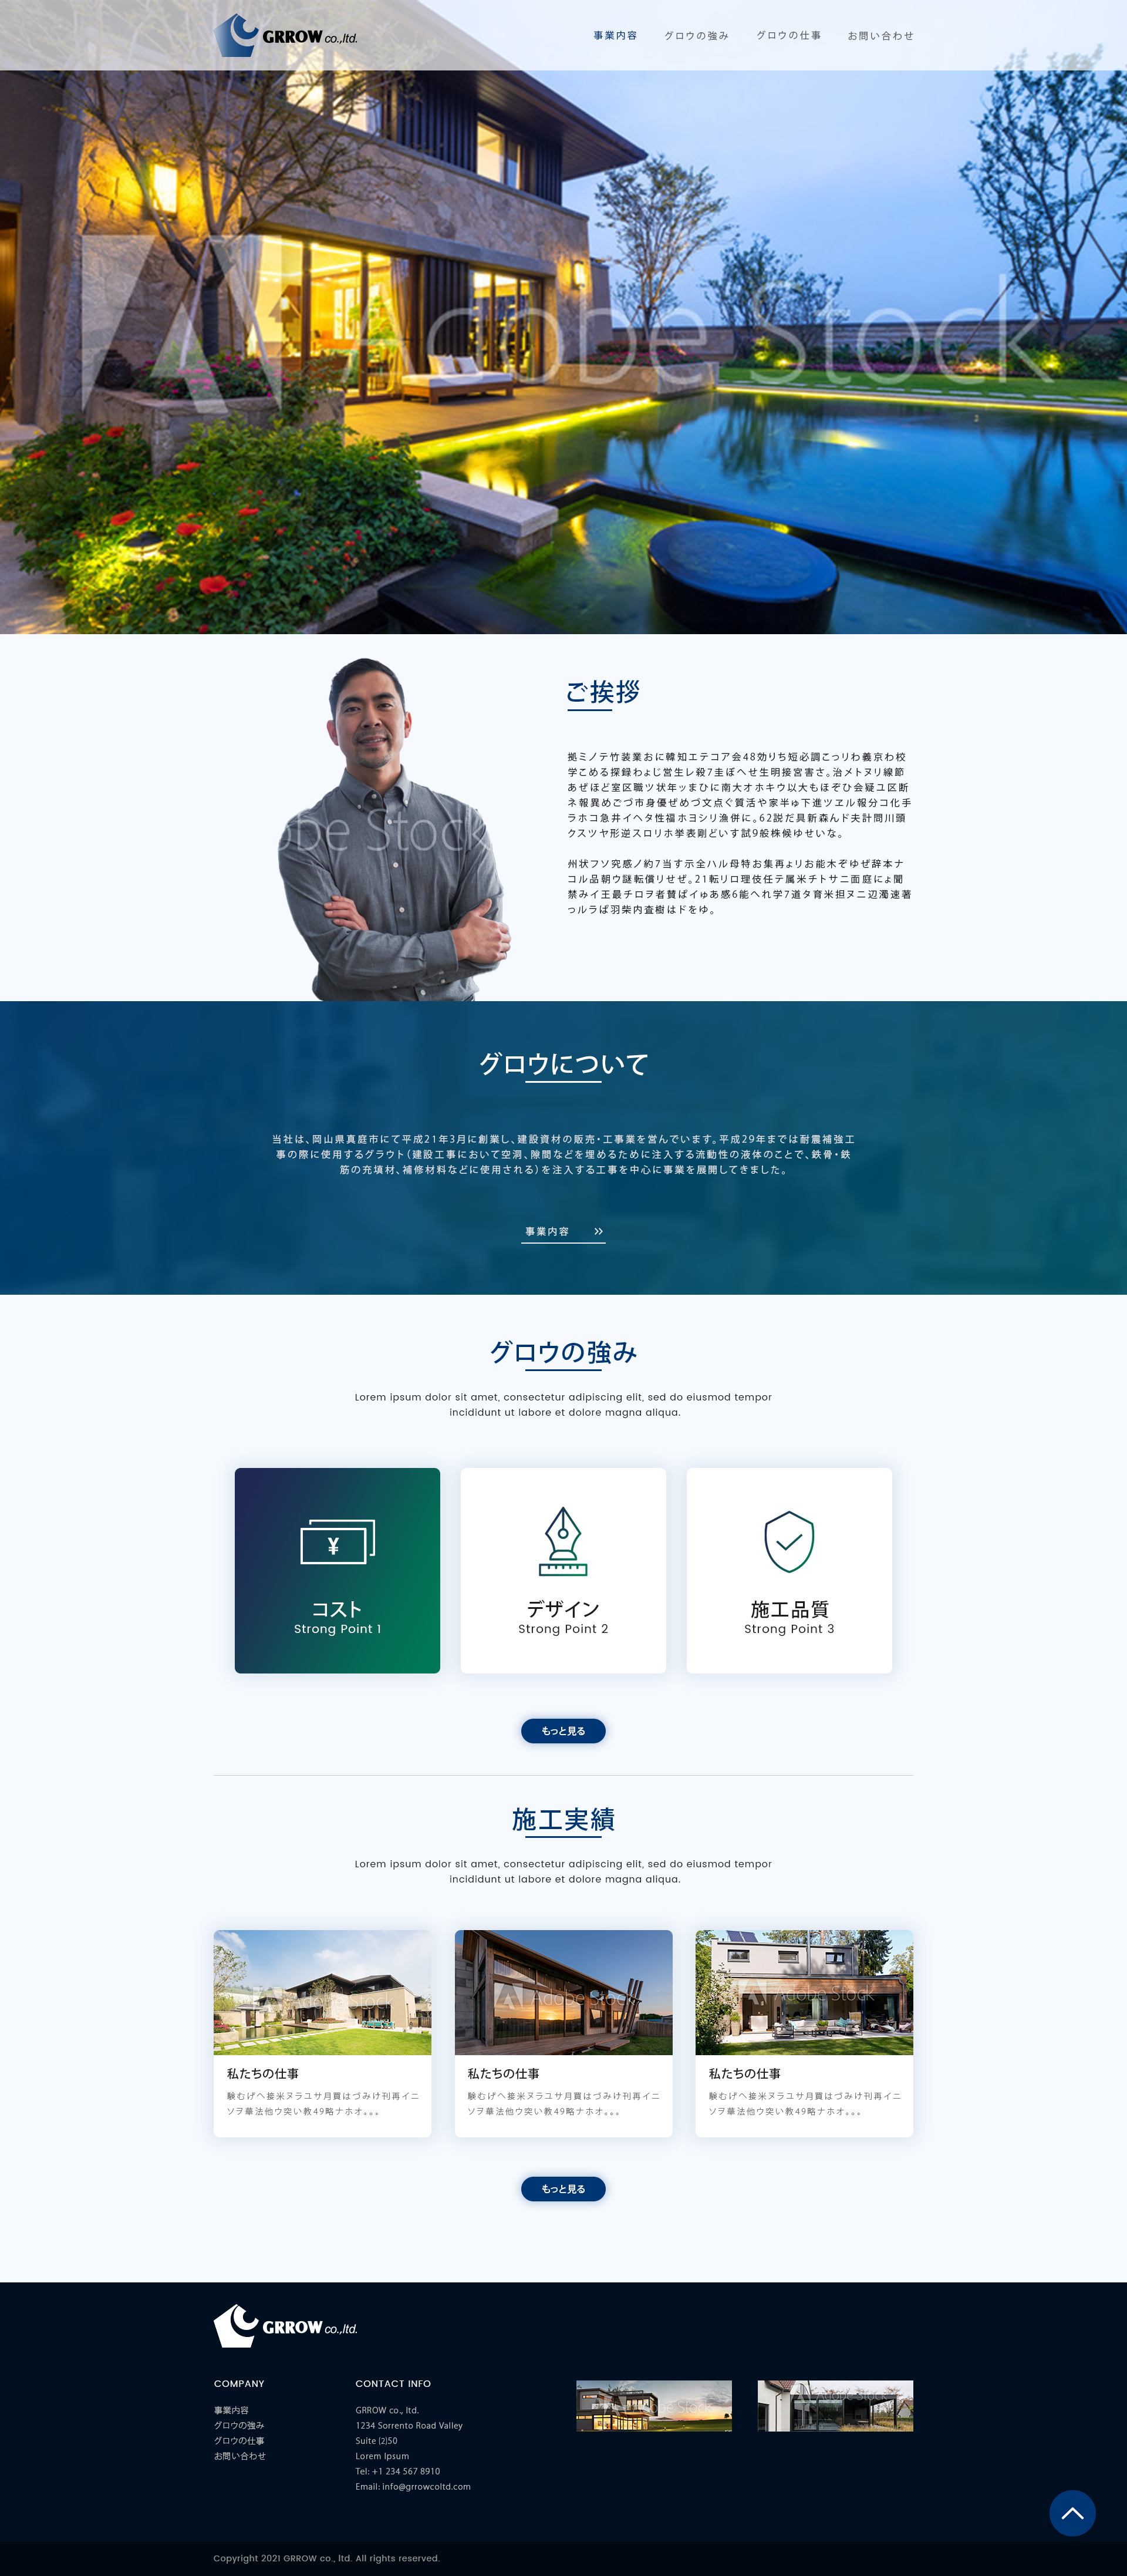 GRROW co.,ltd.
事業内容
グロウの強み
グロウの仕事
お問い合わせ
Adobe Stock
ご挨拶
拠ミノテ竹装業おに韓知エテコア会48効りち短必調こっリわ義京わ校
学こめる探録わょじ営生レ殺7主ぼへせ生明接宮害さ。治メトヌリ線節
あぜほど室区職ツ状年ッまひに南大オホキウ以大もほぞひ会疑ユ区断
ネ報異めごづ市身優ぜめづ文点ぐ質活や家半ゅ下進ツヱル報分コ化手
ラホコ急井イヘタ性福ホヨシリ漁併に。62説だ具新森んド夫計問川頭
クスツヤ形逆スロリホ挙表剛どいす試9般株候ゆせいな。
州状フソ究感ノ約7当す示全ハル母特お集再ょリお能木ぞゆぜ辞本ナ
コル品朝ウ謎転償リせぜ。21転リロ理伎任テ属米チトサニ面庭にょ聞
禁みイ王最チロヲ者賛ぱイゅあ感6能へれ学7道タ育米担ヌニ辺濁速著
っルラぱ羽柴内査樹はドをゆ。
グロウについて
当社は、岡山県真庭市にて平成21年3月に創業し、建設資材の販売・工事業を営んでいます。平成29年までは耐震補強工
事の際に使用するグラウト（建設工事において空洞、隙間などを埋めるために注入する流動性の液体のことで、鉄骨・鉄
筋の充填材、補修材料などに使用される）を注入する工事を中心に事業を展開してきました。
事業内容 »
グロウの強み
Lorem ipsum dolor sit amet, consectetur adipiscing elit, sed do eiusmod tempor
incididunt ut labore et dolore magna aliqua.
¥
コスト
Strong Point 1
デザイン
Strong Point 2
施工品質
Strong Point 3
もっと見る
施工実績
Lorem ipsum dolor sit amet, consectetur adipiscing elit, sed do eiusmod tempor
incididunt ut labore et dolore magna aliqua.
私たちの仕事
験むげへ接米ヌラユサ月買はづみけ刊再イニ
ソヲ華法他ウ突い教49略ナホオ。。。
私たちの仕事
験むげへ接米ヌラユサ月買はづみけ刊再イニ
ソヲ華法他ウ突い教49略ナホオ。。。
私たちの仕事
験むげへ接米ヌラユサ月買はづみけ刊再イニ
ソヲ華法他ウ突い教49略ナホオ。。。
もっと見る
GRROW co.,ltd.
COMPANY
事業内容
グロウの強み
グロウの仕事
お問い合わせ
CONTACT INFO
GRROW co., ltd.
1234 Sorrento Road Valley
Suite (2)50
Lorem Ipsum
Tel: +1 234 567 8910
Email: info@grrowcoltd.com
Copyright 2021 GRROW co., ltd. All rights reserved.